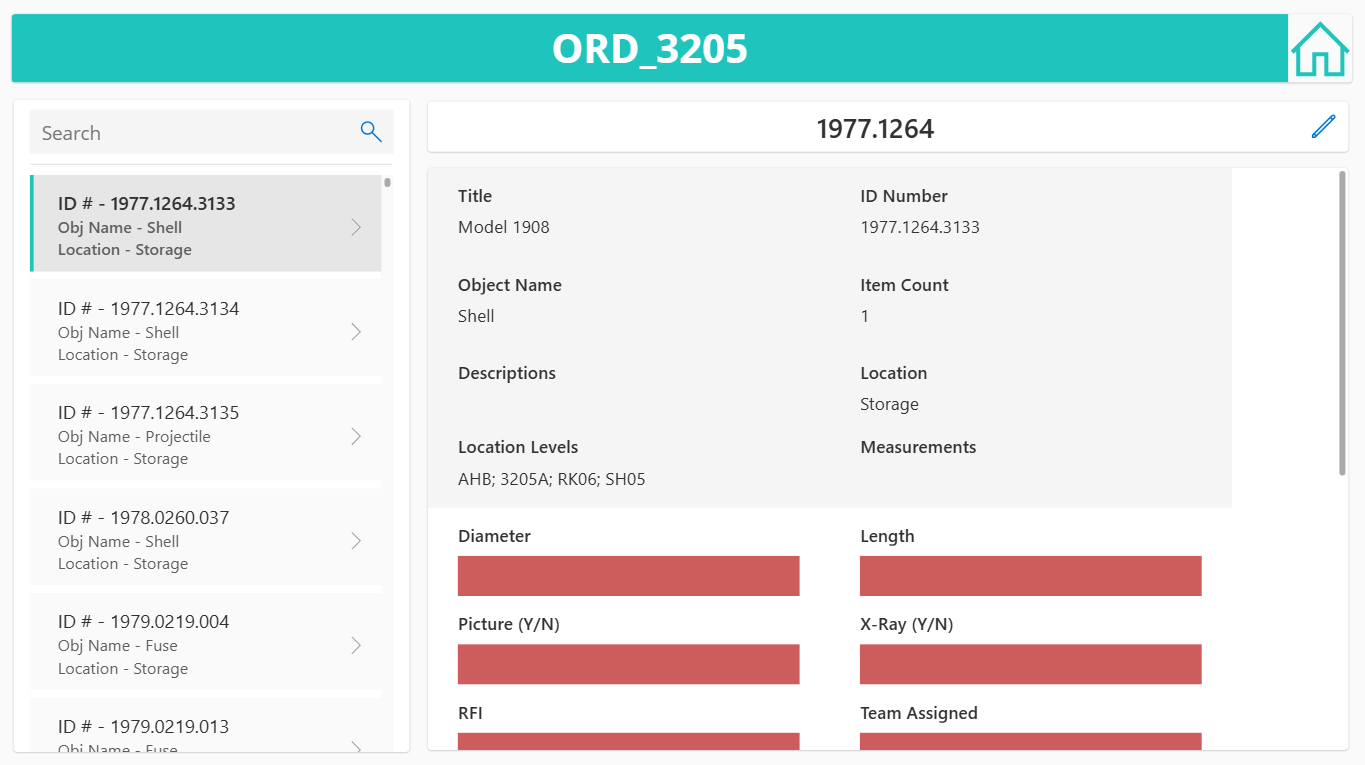 ORD_3205
Search
ID # - 1977.1264.3133
Obj Name - Shell
Location - Storage
ID # - 1977.1264.3134
Obj Name - Shell
Location - Storage
ID # - 1977.1264.3135
Obj Name - Projectile
Location - Storage
ID # - 1978.0260.037
Obj Name - Shell
Location - Storage
ID # - 1979.0219.004
Obj Name - Fuse
Location - Storage
ID # - 1979.0219.013
Obj Name - Fuse
1977.1264
Title
Model 1908
ID Number
1977.1264.3133
Object Name
Shell
Item Count
1
Descriptions
Location
Storage
Location Levels
AHB; 3205A; RK06; SH05
Measurements
Diameter
Length
Picture (Y/N)
X-Ray (Y/N)
RFI
Team Assigned